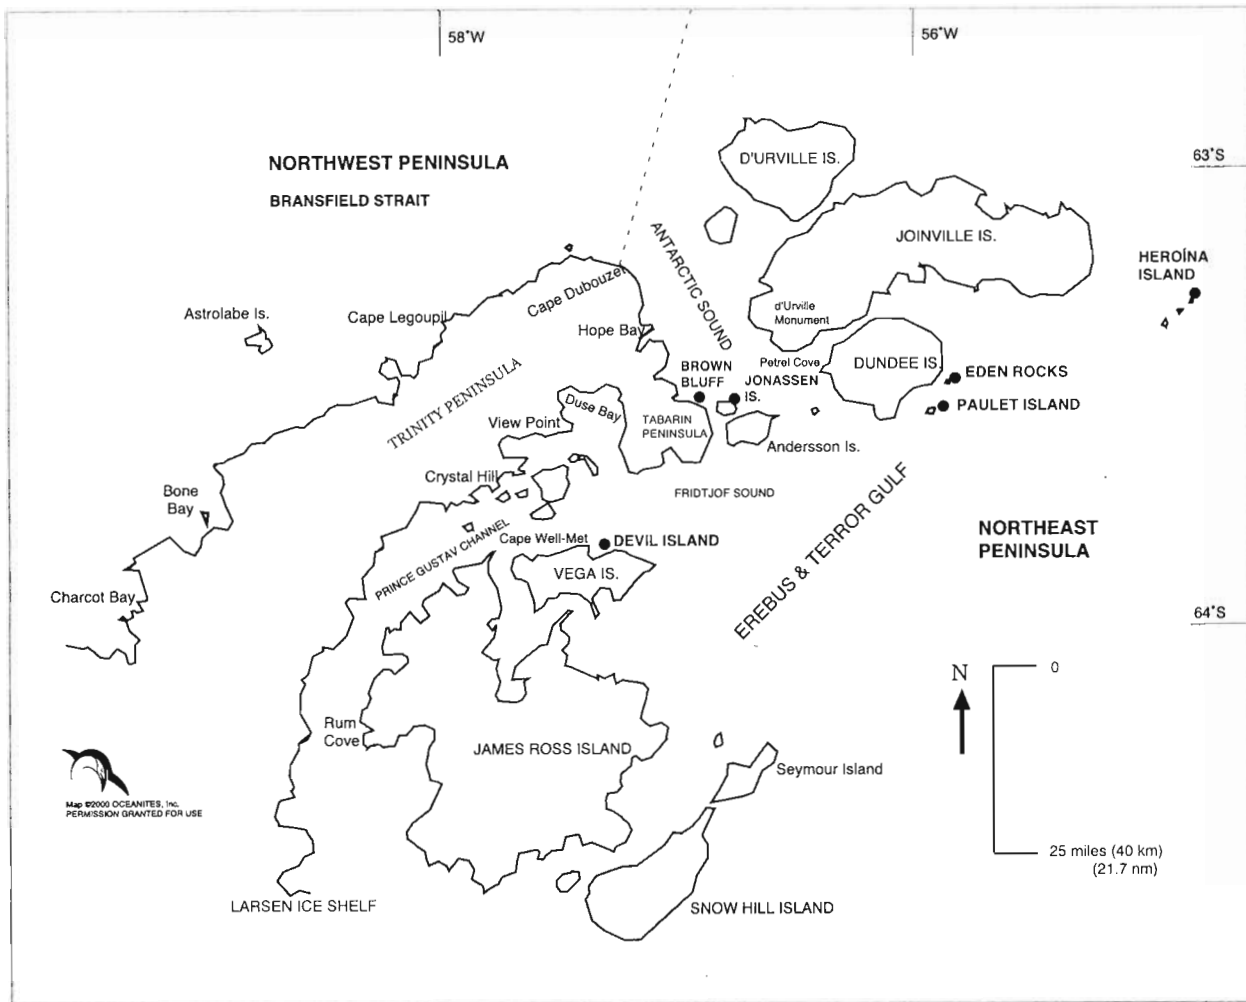 58°W
56°W
NORTHWEST PENINSULA
BRANSFIELD STRAIT
D'URVILLE IS.
63°S
ANTARCTIC SOUND
JOINVILLE IS.
HEROÍNA
ISLAND
Cape Dubouzet
Astrolabe Is.
Cape Legoupil
d'Urville
Monument
Hope Bay
TRINITY PENINSULA
BROWN
BLUFF
Petrel Cove
JONASSEN
IS.
DUNDEE IS.
EDEN ROCKS
PAULET ISLAND
Duse Bay
View Point
TABARIN
PENINSULA
Andersson Is.
Crystal Hill
Bone
Bay
FRIDTJOF SOUND
PRINCE GUSTAV CHANNEL
Cape Well-Met
DEVIL ISLAND
VEGA IS.
EREBUS & TERROR GULF
NORTHEAST
PENINSULA
Charcot Bay
64°S
N
0
Rum
Cove
JAMES ROSS ISLAND
Seymour Island
Map ©2000 OCEANITES, Inc.
PERMISSION GRANTED FOR USE
25 miles (40 km)
(21.7 nm)
LARSEN ICE SHELF
SNOW HILL ISLAND